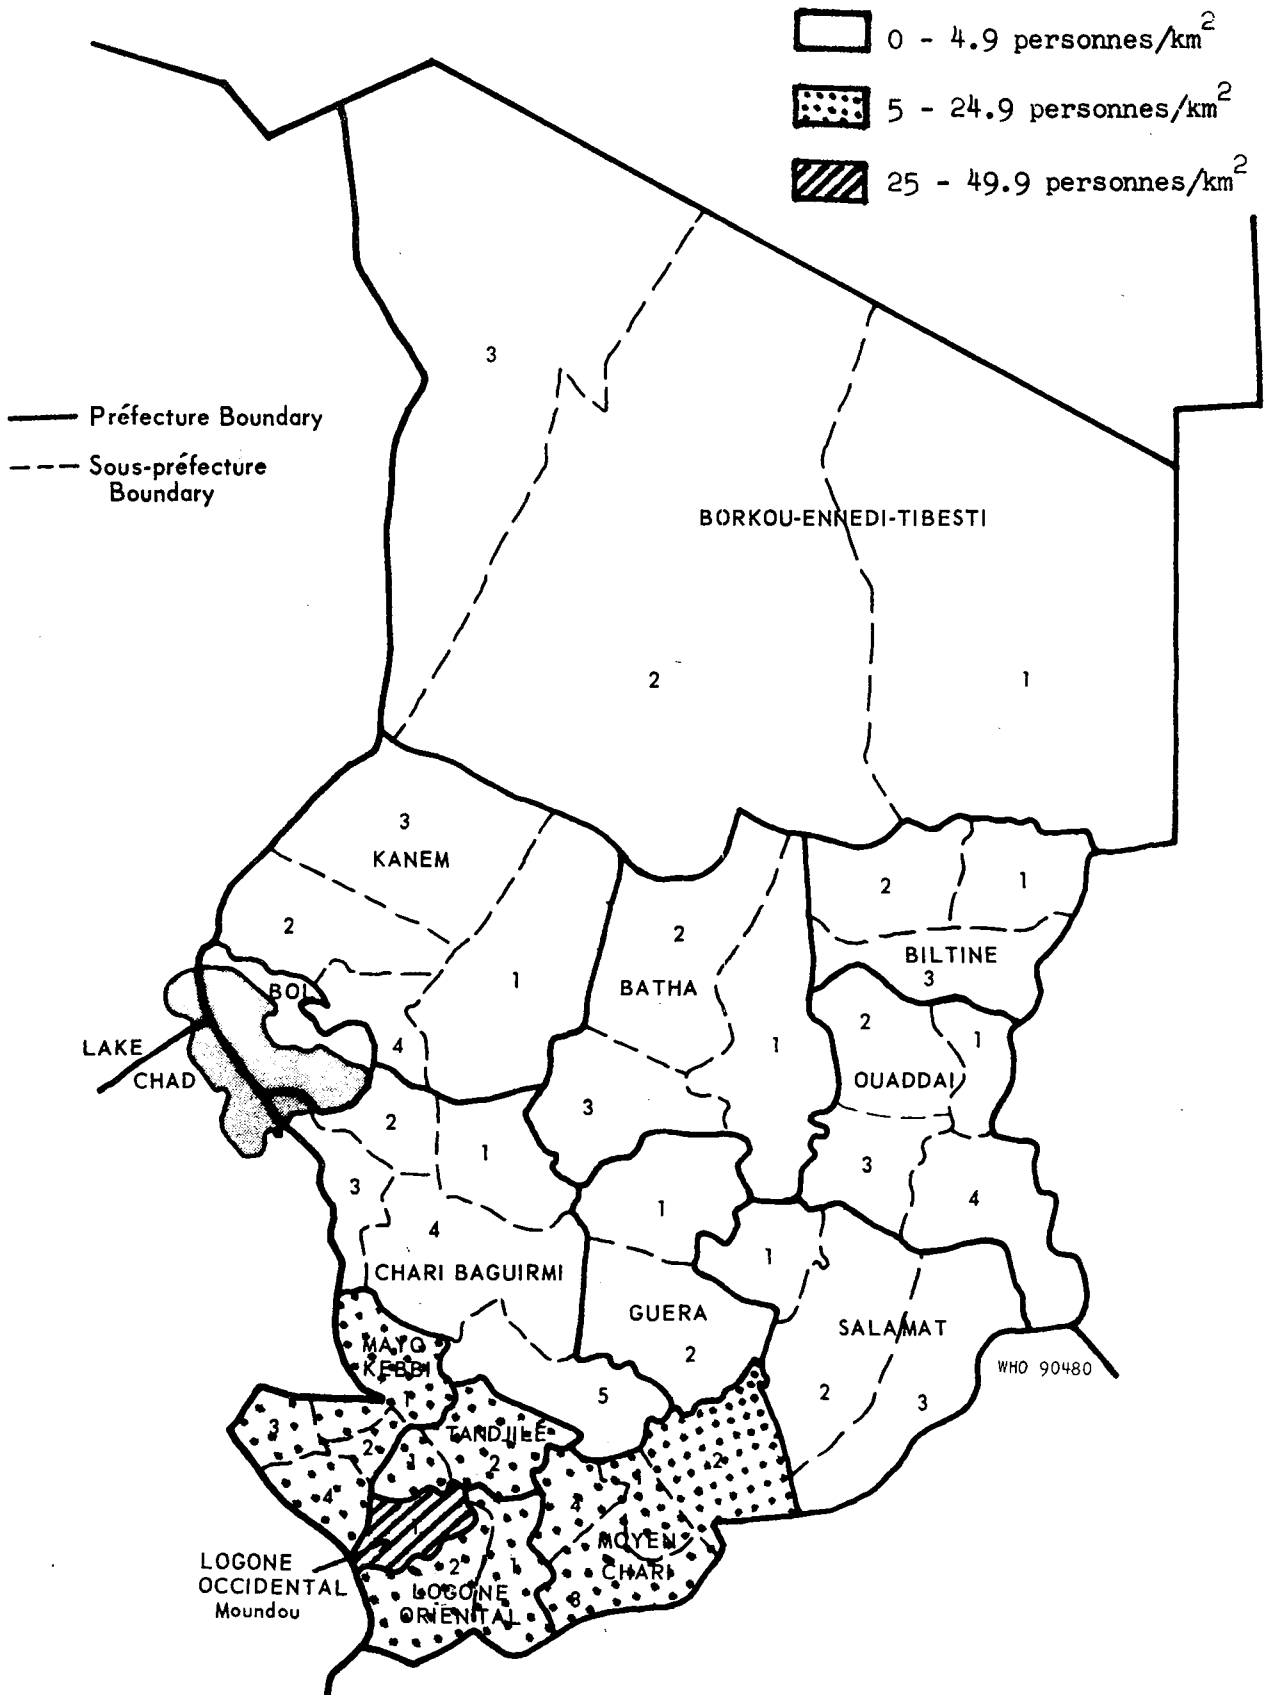 0 - 4.9 personnes/km²
5 - 24.9 personnes/km²
25 - 49.9 personnes/km²
3
Préfecture Boundary
Sous-préfecture
Boundary
BORKOU-ENNEDI-TIBESTI
2
1
3
KANEM
2
1
2
2
BATHA
BILTINE
3
1
BOL
4
2
1
1
LAKE
CHAD
OUADDAI
3
2
1
3
3
4
1
4
1
CHARI BAGUIRMI
GUERA
SALAMAT
MAYO
KEBBI
2
WHO 90480
1
5
2
3
3
2
TANDJILÉ
1
2
2
4
1
4
1
MOYEN
CHARI
LOGONE
OCCIDENTAL
Moundou
2
1
LOGONE
ORIENTAL
3